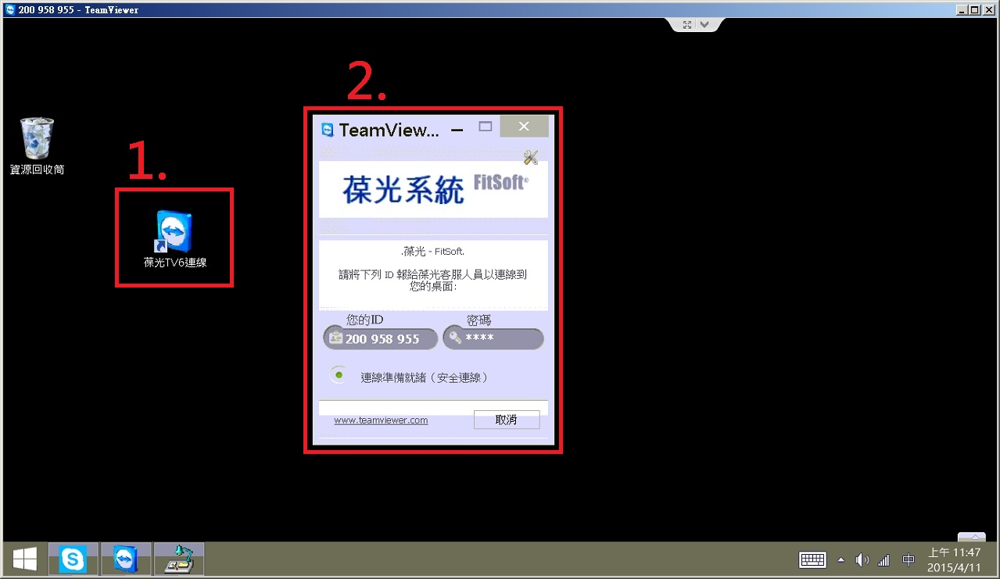 200 958 955 - TeamViewer
2.
TeamView...
1.
資源回收筒
葆光系統 FitSoft®
葆光TV6連線
.葆光 - FitSoft.
請將下列 ID 報給葆光客服人員以連線到
您的桌面:
您的ID 密碼
200 958 955 ****
連線準備就緒（安全連線）
www.teamviewer.com 取消
中
上午 11:47
2015/4/11